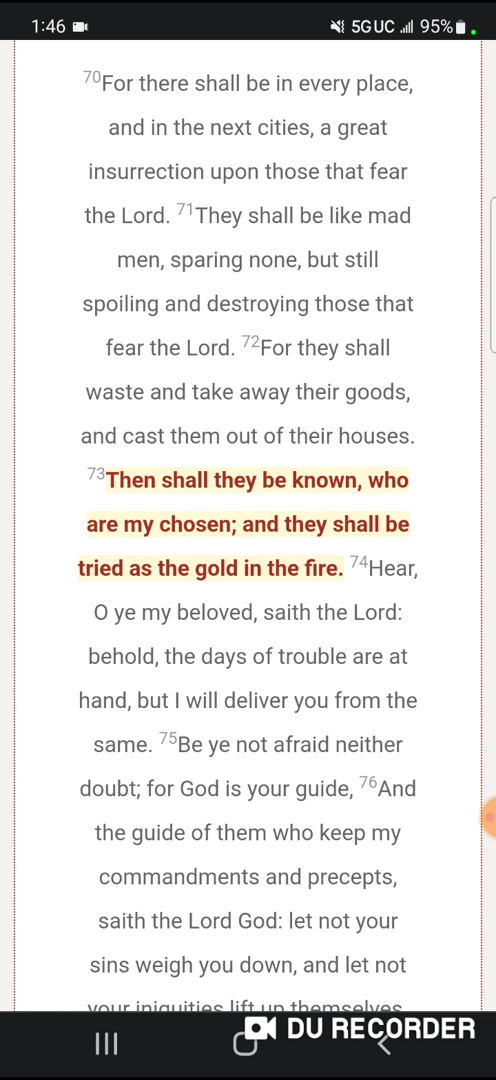 1:46 5GUC 95%
70For there shall be in every place,
and in the next cities, a great
insurrection upon those that fear
the Lord. 71They shall be like mad
men, sparing none, but still
spoiling and destroying those that
fear the Lord. 72For they shall
waste and take away their goods,
and cast them out of their houses.
73Then shall they be known, who
are my chosen; and they shall be
tried as the gold in the fire. 74Hear,
O ye my beloved, saith the Lord:
behold, the days of trouble are at
hand, but I will deliver you from the
same. 75Be ye not afraid neither
doubt; for God is your guide, 76And
the guide of them who keep my
commandments and precepts,
saith the Lord God: let not your
sins weigh you down, and let not
your iniquities lift up themselves
DU RECORDER